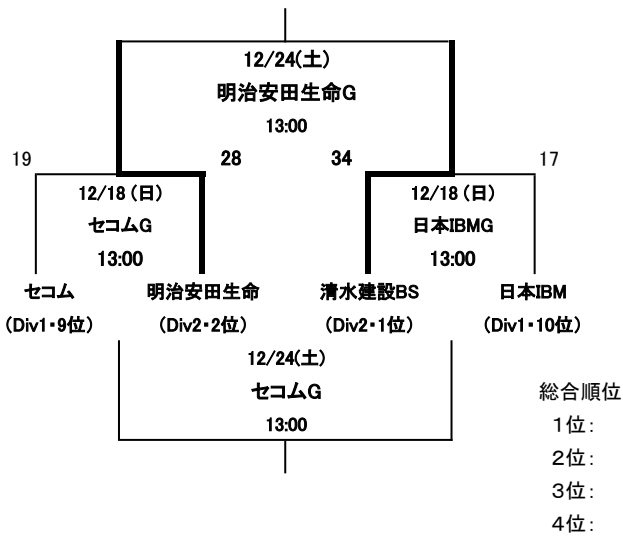 12/24(土)
明治安田生命G
13:00
19
28
34
17
12/18(日)
12/18(日)
セコムG
日本IBMG
13:00
13:00
セコム
明治安田生命
清水建設BS
日本IBM
(Div1・9位)
(Div2・2位)
(Div2・1位)
(Div1・10位)
12/24(土)
セコムG
13:00
総合順位
1位:
2位:
3位:
4位: